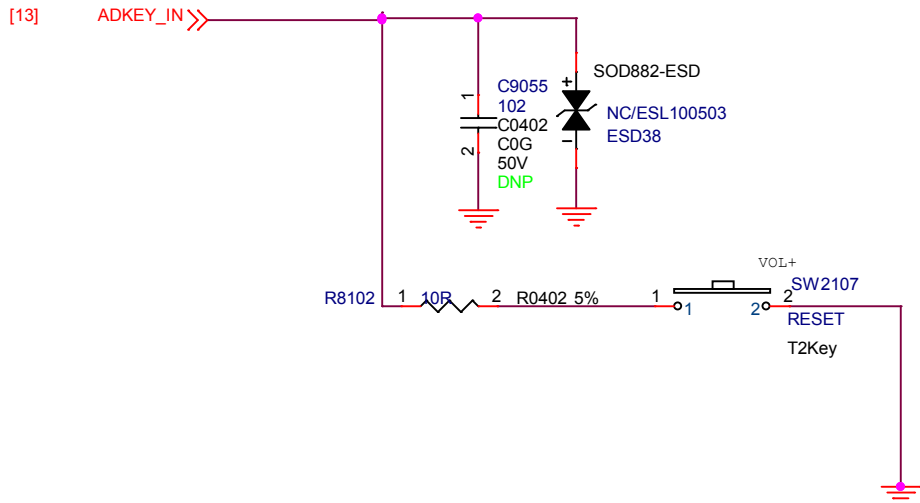 [13] ADKEY_IN
SOD882-ESD
+
1
C9055
102
C0402
C0G
50V
DNP
2
NC/ESL100503
ESD38
-
VOL+
R8102 1 10R 2 R0402 5% 1 1 2 2 SW2107
RESET
T2Key